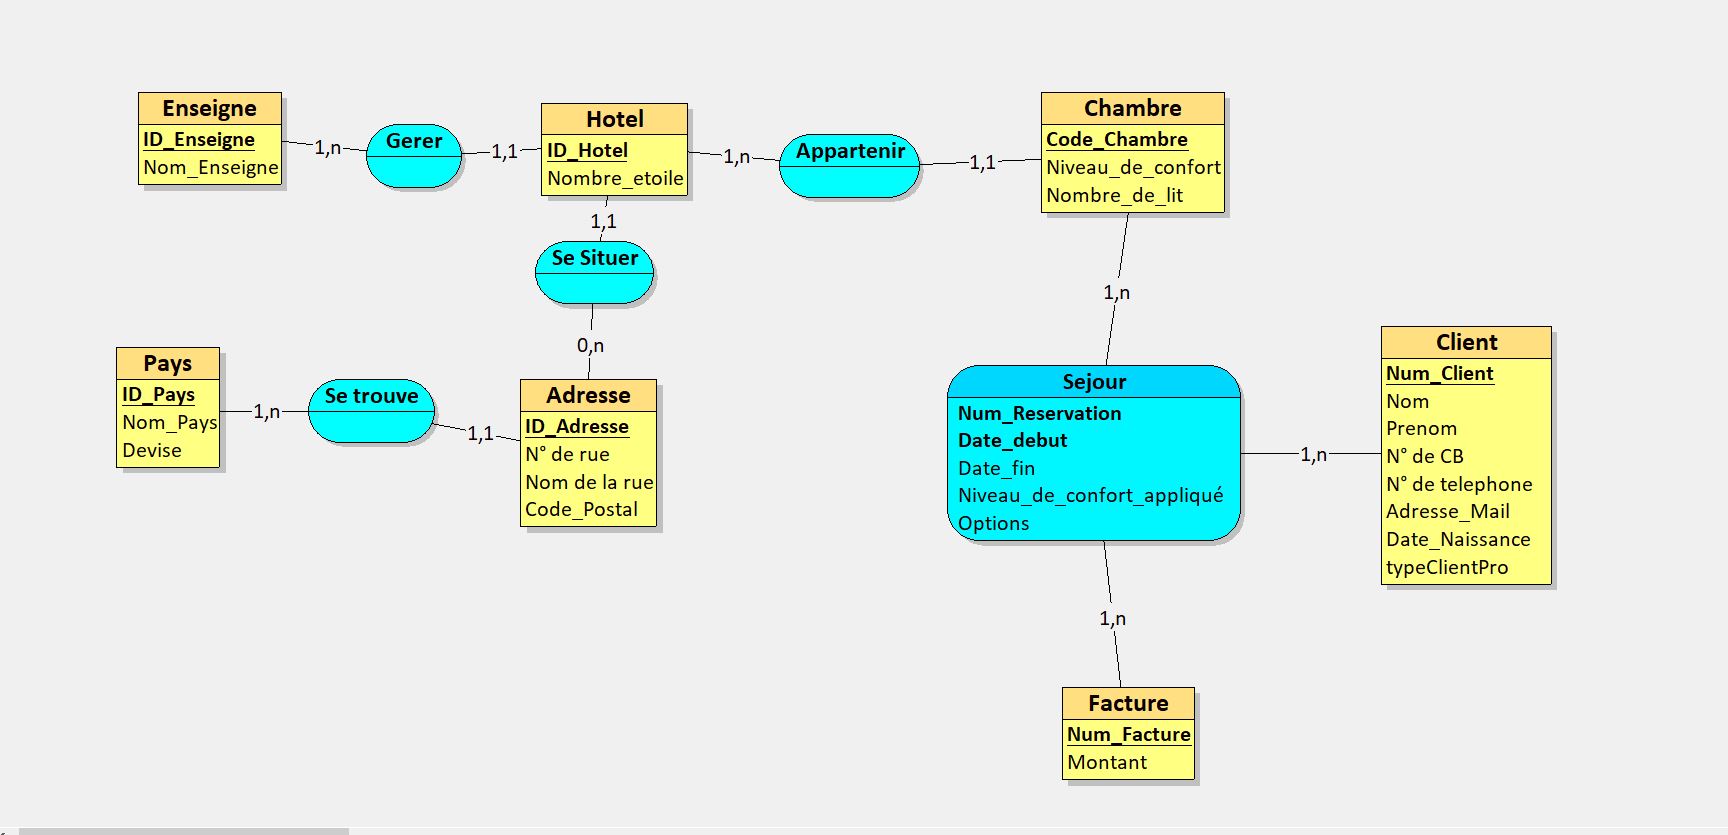 Enseigne
ID_Enseigne
Nom_Enseigne
1,n
Gerer
1,1
Hotel
ID_Hotel
Nombre_etoile
1,n
Appartenir
1,1
Chambre
Code_Chambre
Niveau_de_confort
Nombre_de_lit
1,1
Se Situer
0,n
1,n
Pays
ID_Pays
Nom_Pays
Devise
1,n
Se trouve
1,1
Adresse
ID_Adresse
N° de rue
Nom de la rue
Code_Postal
Sejour
Num_Reservation
Date_debut
Date_fin
Niveau_de_confort_appliqué
Options
1,n
Client
Num_Client
Nom
Prenom
N° de CB
N° de telephone
Adresse_Mail
Date_Naissance
typeClientPro
1,n
Facture
Num_Facture
Montant